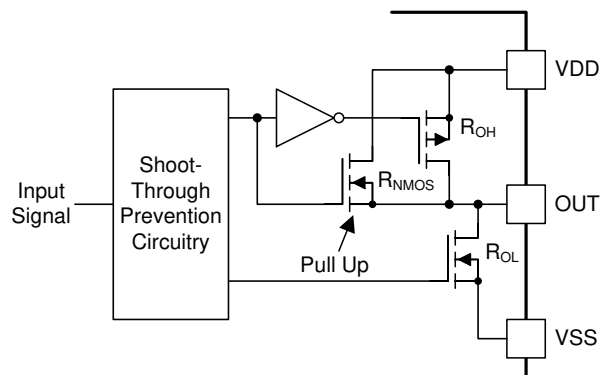 VDD
R_OH
Shoot-
Through
Prevention
Circuitry
Input
Signal
R_NMOS
OUT
Pull Up
R_OL
VSS